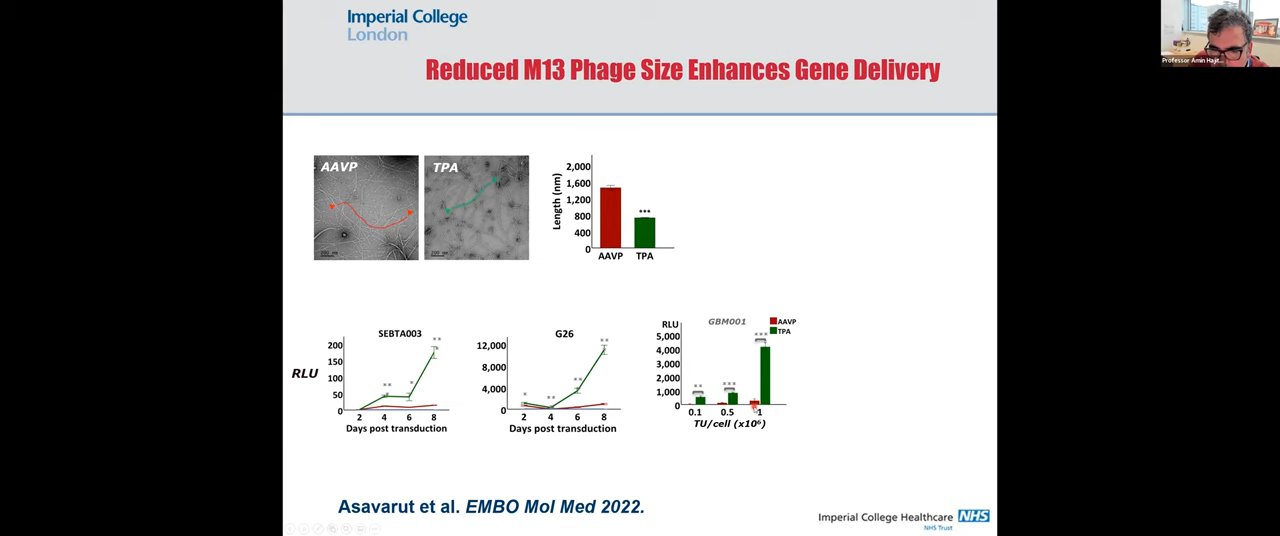 Imperial College
London
Professor Amin Hajit...
Reduced M13 Phage Size Enhances Gene Delivery
AAVP
TPA
200 nm
200 nm
Length (nm)
2,000
1,600
1,200
800
400
0
***
AAVP
TPA
RLU
SEBTA003
200
150
100
50
0
**
*
**
2
4
6
8
Days post transduction
G26
12,000
8,000
4,000
0
*
**
**
**
2
4
6
8
Days post transduction
RLU
GBM001
AAVP
TPA
5,000
4,000
3,000
2,000
1,000
0
**
***
***
0.1
0.5
1
TU/cell (x10⁶)
Asavarut et al. EMBO Mol Med 2022.
Imperial College Healthcare NHS
NHS Trust